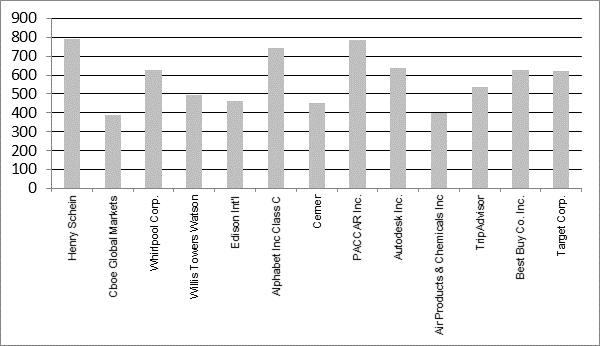 900
800
700
600
500
400
300
200
100
0
Henry Schein
Cboe Global Markets
Whirlpool Corp.
Willis Towers Watson
Edison Int'l
Alphabet Inc Class C
Cerner
PACCAR Inc.
Autodesk Inc.
Air Products & Chemicals Inc
TripAdvisor
Best Buy Co. Inc.
Target Corp.